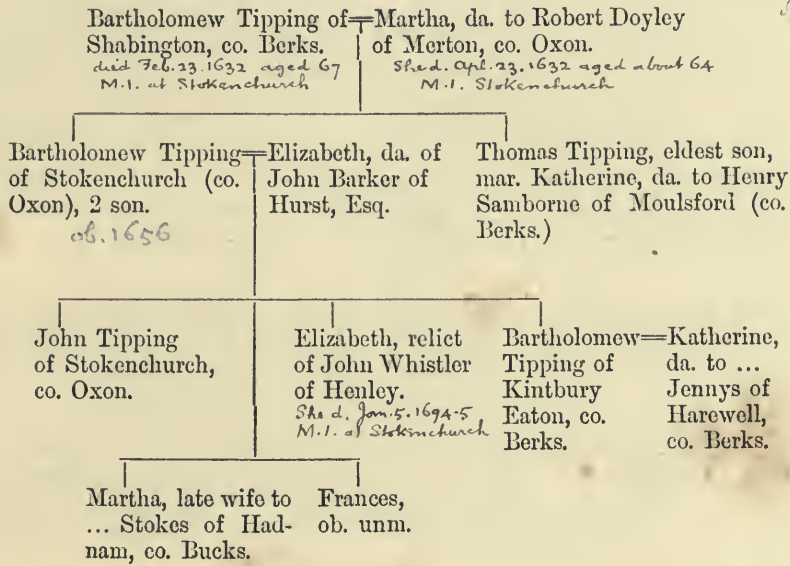 Bartholomew Tipping of
Shabington, co. Berks.
died Feb. 23. 1632 aged 67
M.I. at Stokenchurch
Martha, da. to Robert Doyley
of Merton, co. Oxon.
She d. Apl. 23. 1632 aged about 64
M.I. Stokenchurch
Bartholomew Tipping
of Stokenchurch (co.
Oxon), 2 son.
ob. 1656
Elizabeth, da. of
John Barker of
Hurst, Esq.
Thomas Tipping, eldest son,
mar. Katherine, da. to Henry
Samborne of Moulsford (co.
Berks.)
John Tipping
of Stokenchurch,
co. Oxon.
Elizabeth, relict
of John Whistler
of Henley.
She d. Jan. 5. 1694-5
M.I. at Stokinchurch
Bartholomew
Tipping of
Kintbury
Eaton, co.
Berks.
Katherine,
da. to ...
Jennys of
Harewell,
co. Berks.
Martha, late wife to
... Stokes of Had-
nam, co. Bucks.
Frances,
ob. unm.